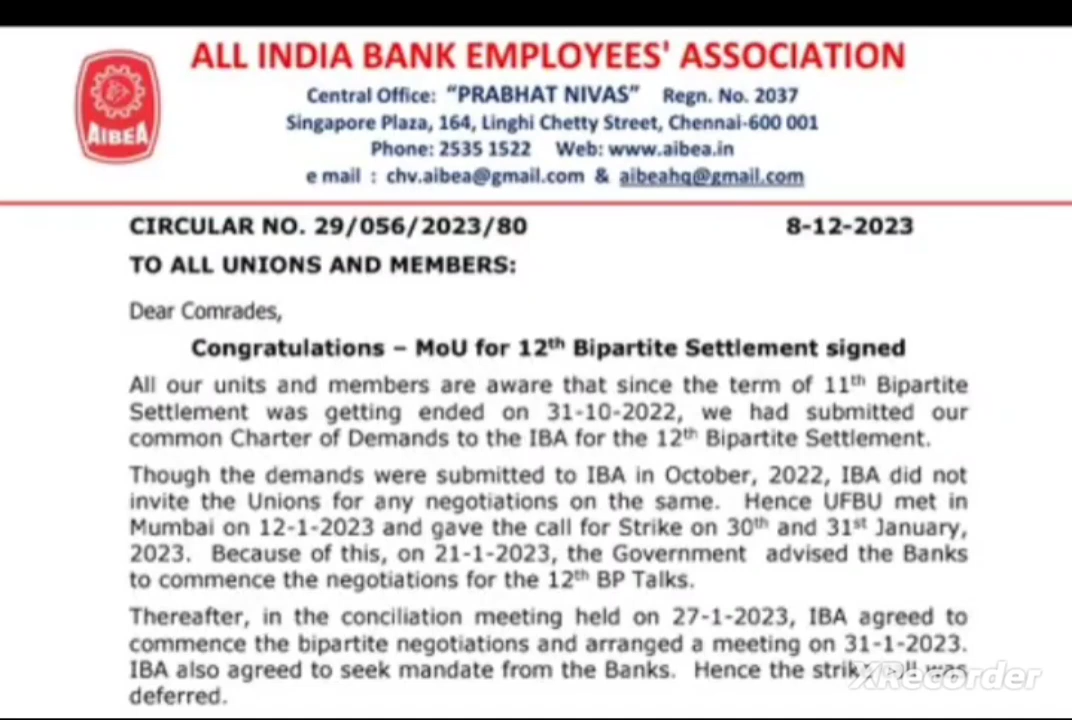 ALL INDIA BANK EMPLOYEES' ASSOCIATION
AIBEA
Central Office: "PRABHAT NIVAS" Regn. No. 2037
Singapore Plaza, 164, Linghi Chetty Street, Chennai-600 001
Phone: 2535 1522 Web: www.aibea.in
e mail : chv.aibea@gmail.com & aibeahq@gmail.com
CIRCULAR NO. 29/056/2023/80 8-12-2023
TO ALL UNIONS AND MEMBERS:
Dear Comrades,
Congratulations – MoU for 12th Bipartite Settlement signed
All our units and members are aware that since the term of 11th Bipartite
Settlement was getting ended on 31-10-2022, we had submitted our
common Charter of Demands to the IBA for the 12th Bipartite Settlement.
Though the demands were submitted to IBA in October, 2022, IBA did not
invite the Unions for any negotiations on the same. Hence UFBU met in
Mumbai on 12-1-2023 and gave the call for Strike on 30th and 31st January,
2023. Because of this, on 21-1-2023, the Government advised the Banks
to commence the negotiations for the 12th BP Talks.
Thereafter, in the conciliation meeting held on 27-1-2023, IBA agreed to
commence the bipartite negotiations and arranged a meeting on 31-1-2023.
IBA also agreed to seek mandate from the Banks. Hence the strike call was
deferred.
XRecorder